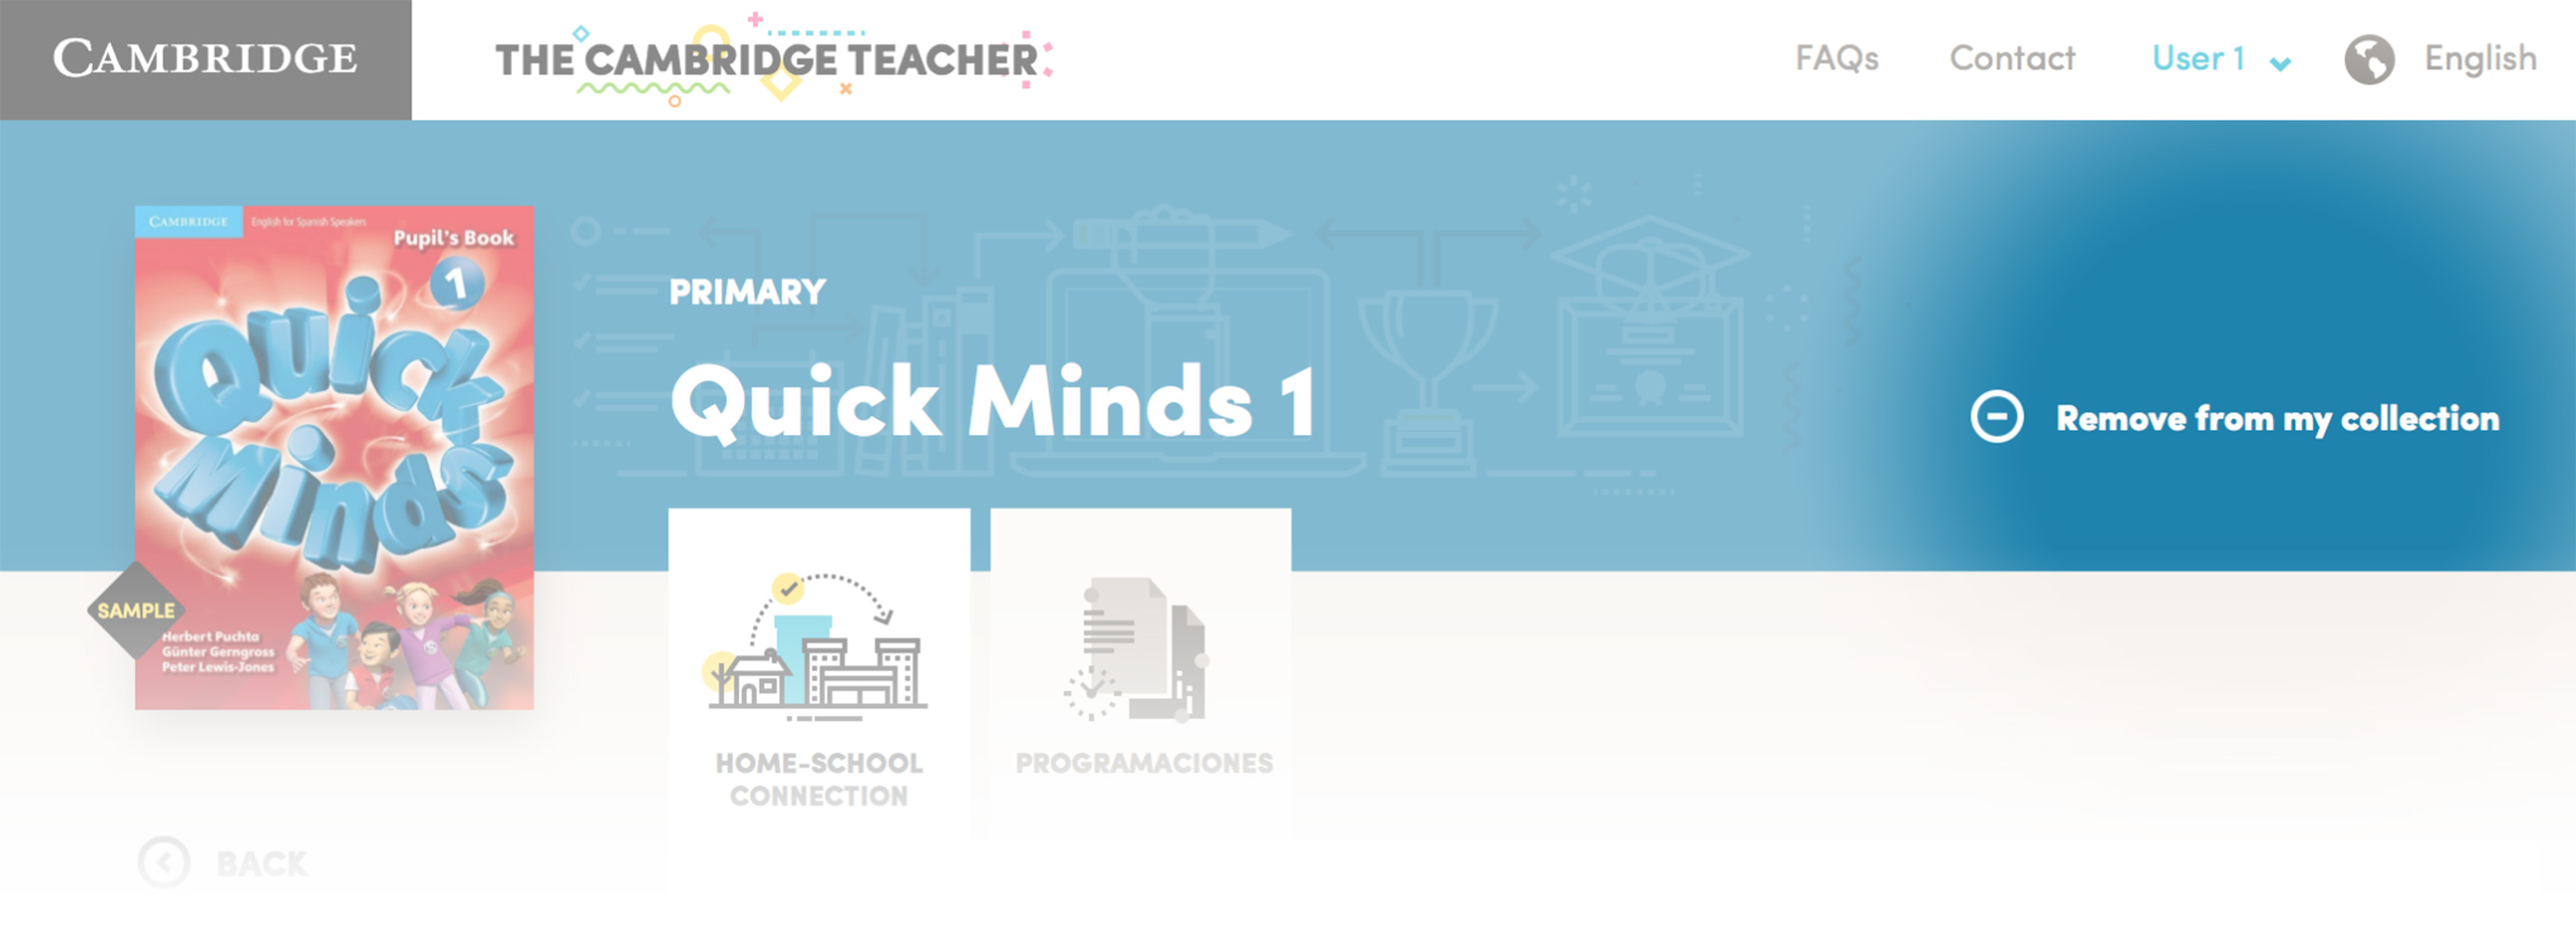 CAMBRIDGE
THE CAMBRIDGE TEACHER
FAQs
Contact
User 1
English
CAMBRIDGE
English for Spanish Speakers
Pupil's Book
1
Quick
Minds
SAMPLE
Herbert Puchta
Günter Gerngross
Peter Lewis-Jones
PRIMARY
Quick Minds 1
Remove from my collection
HOME-SCHOOL
CONNECTION
PROGRAMACIONES
BACK